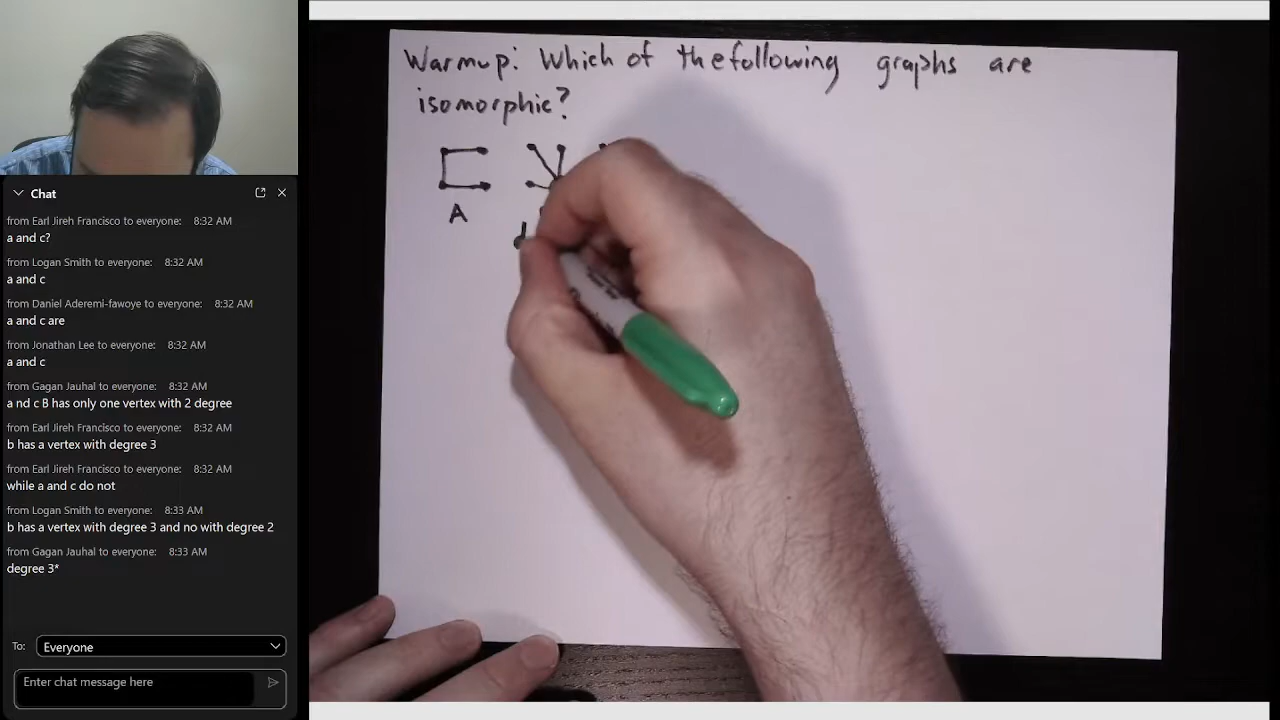 Chat
from Earl Jireh Francisco to everyone: 8:32 AM
a and c?
from Logan Smith to everyone: 8:32 AM
a and c
from Daniel Aderemi-fawoye to everyone: 8:32 AM
a and c are
from Jonathan Lee to everyone: 8:32 AM
a and c
from Gagan Jauhal to everyone: 8:32 AM
a nd c B has only one vertex with 2 degree
from Earl Jireh Francisco to everyone: 8:32 AM
b has a vertex with degree 3
from Earl Jireh Francisco to everyone: 8:32 AM
while a and c do not
from Logan Smith to everyone: 8:33 AM
b has a vertex with degree 3 and no with degree 2
from Gagan Jauhal to everyone: 8:33 AM
degree 3*
To: Everyone
Enter chat message here
Warmup: Which of the following graphs are
isomorphic?
A